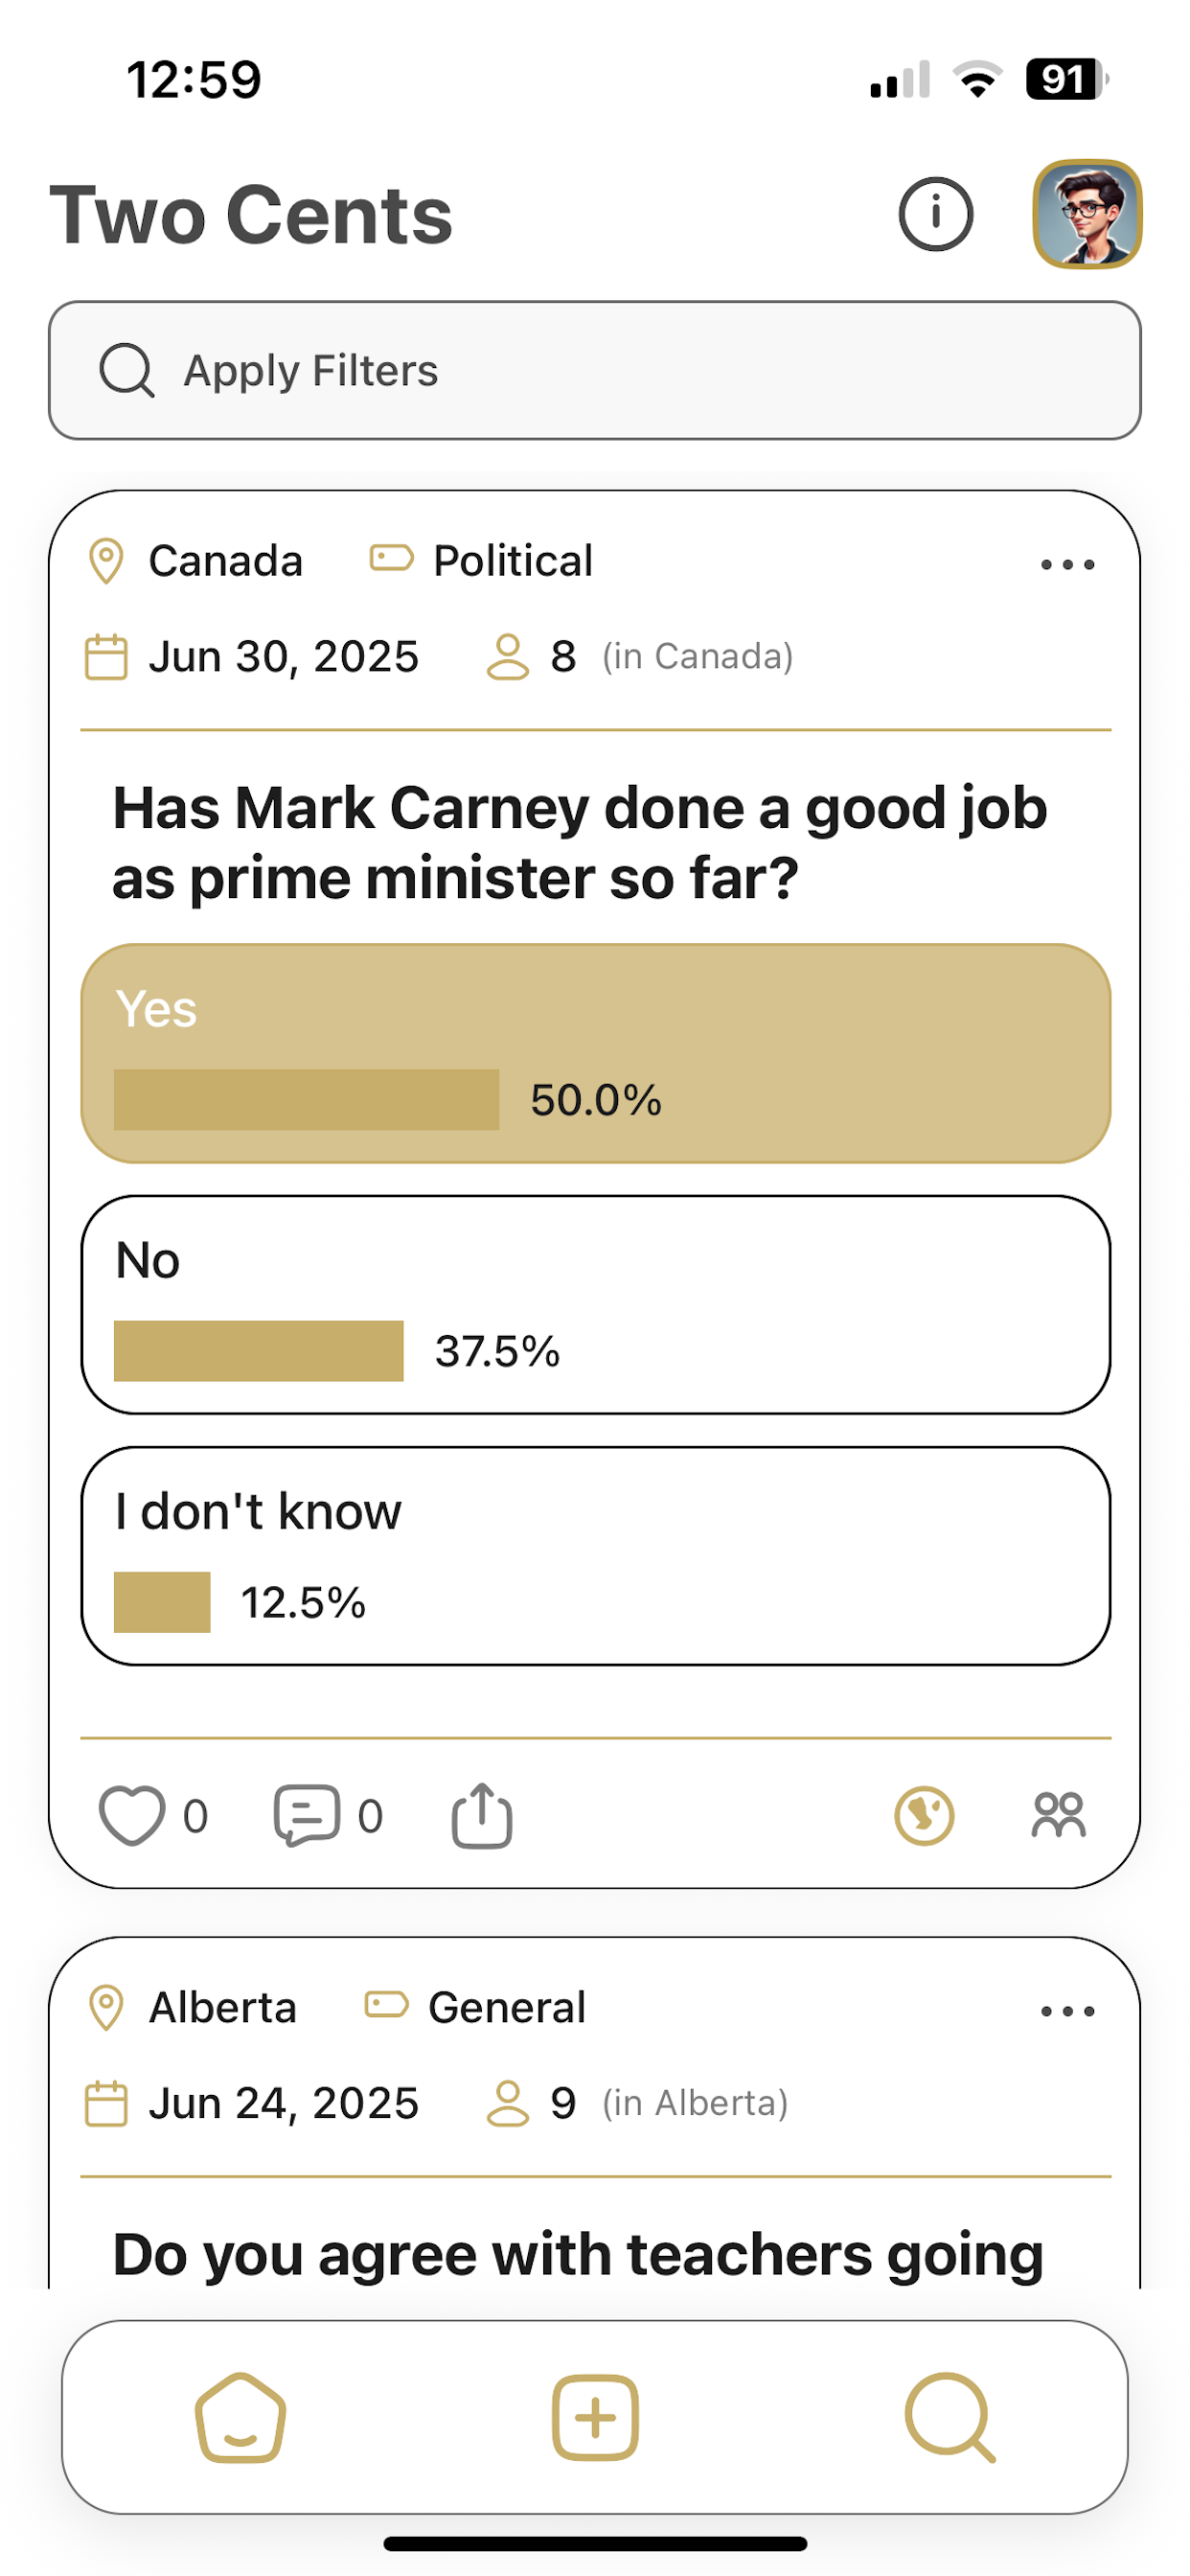 12:59
91
Two Cents
Apply Filters
Canada Political
Jun 30, 2025 8 (in Canada)
Has Mark Carney done a good job
as prime minister so far?
Yes
50.0%
No
37.5%
I don't know
12.5%
0 0
Alberta General
Jun 24, 2025 9 (in Alberta)
Do you agree with teachers going